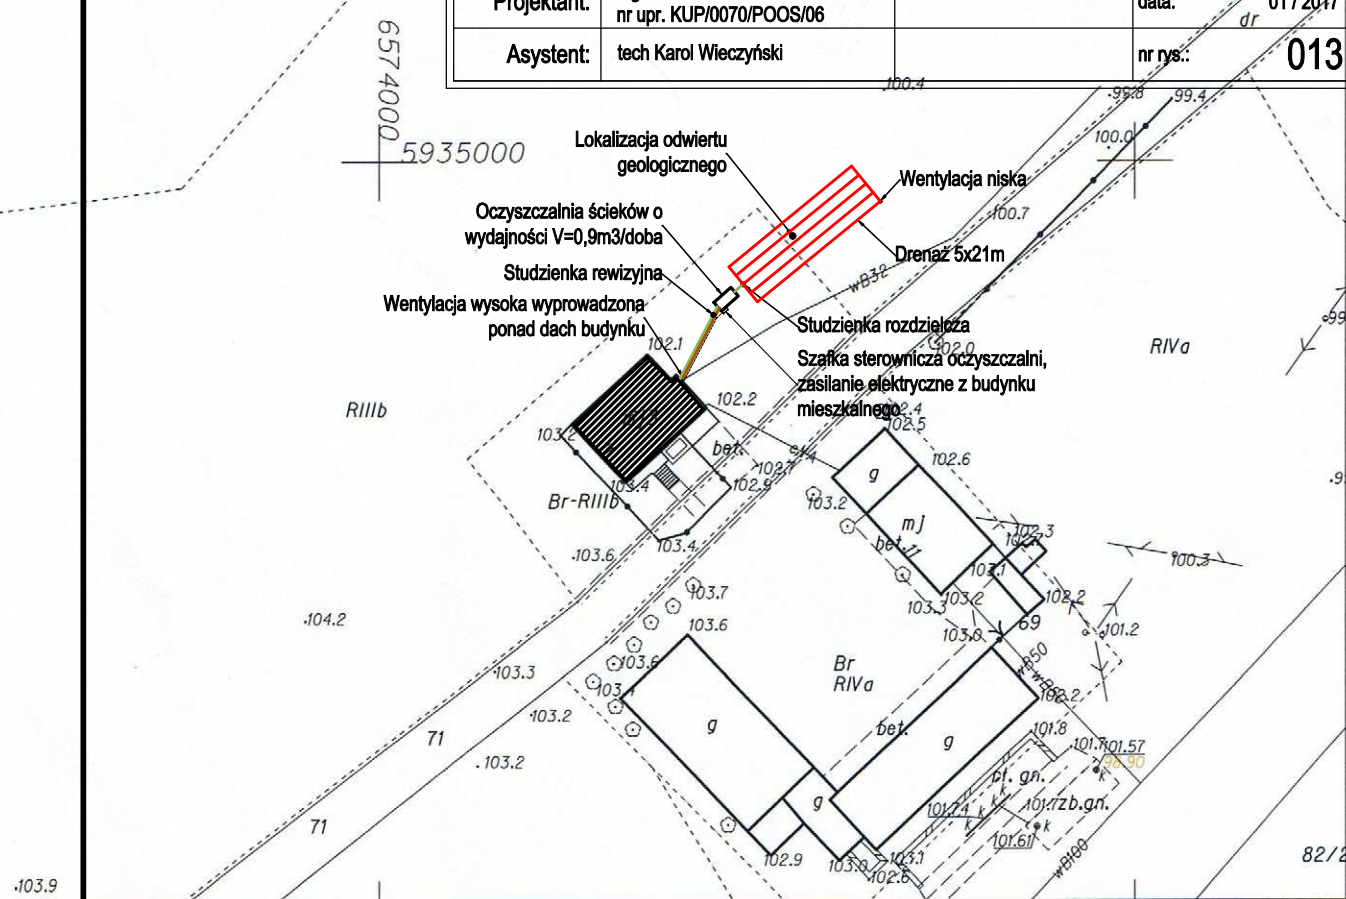 Projektant:
nr upr. KUP/0070/POOS/06
data:
01 / 2017
Asystent:
tech Karol Wieczyński
nr rys.:
013
dr
6574000
5935000
100.4
99.8
99.4
100.0
Lokalizacja odwiertu
geologicznego
Wentylacja niska
100.7
Oczyszczalnia ścieków o
wydajności V=0,9m3/doba
Drenaż 5x21m
wB32
Studzienka rewizyjna
Wentylacja wysoka wyprowadzona
ponad dach budynku
Studzienka rozdzielcza
102.0
RIVa
102.1
Szafka sterownicza oczyszczalni,
zasilanie elektryczne z budynku
mieszkalnego
RIIIb
102.2
102.4
102.5
103.2
bet.
102.6
102.7
102.9
g
103.4
103.2
Br-RIIIb
mj
102.3
bet.
103.4
103.6
100.3
103.1
103.7
103.3
103.2
102.2
104.2
103.6
103.0
69
101.2
103.6
Br
RIVa
wB50
103.3
103.4
102.2
103.2
71
g
bet.
g
101.8
101.7
101.57
98.90
103.2
pł. gn.
k
k
g
101.74
101.7
zb.gn.
k
k
k
k
71
101.61
102.9
103.0
103.1
102.6
wB100
82/2
103.9